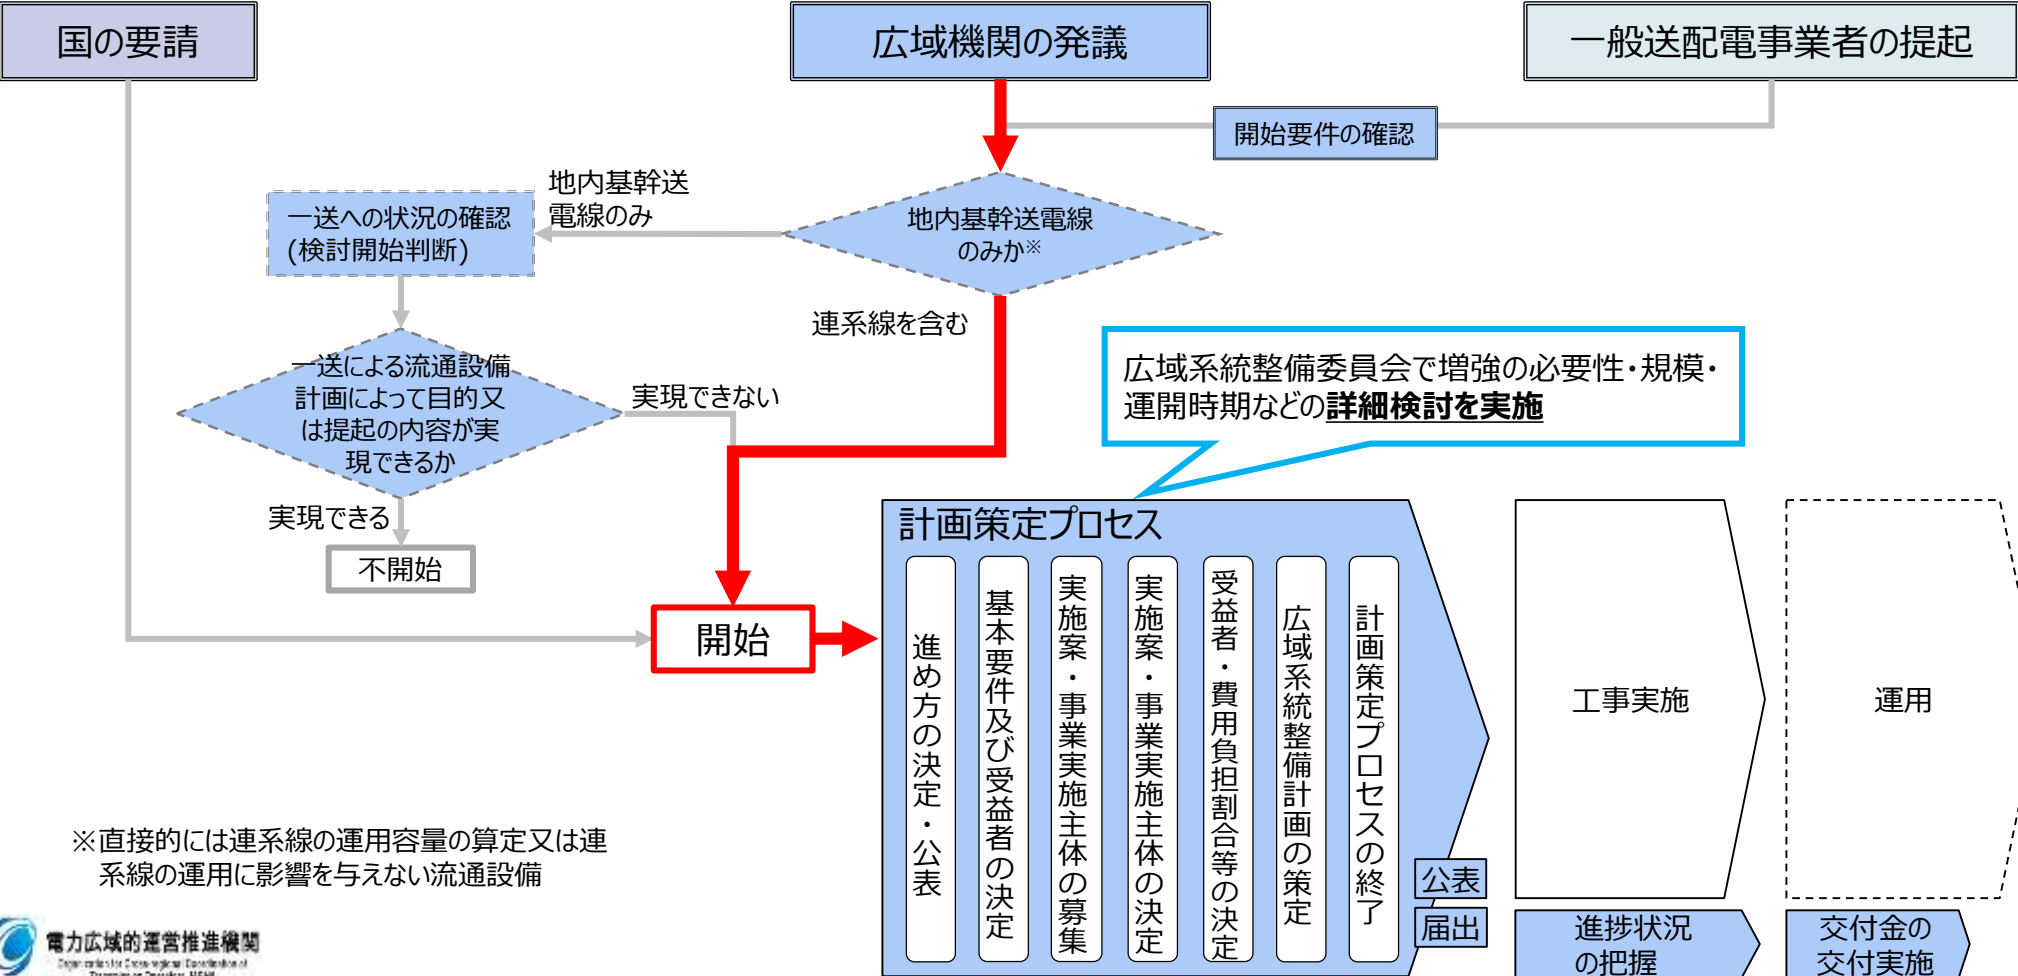 国の要請
広域機関の発議
一般送配電事業者の提起
開始要件の確認
地内基幹送
電線のみ
一送への状況の確認
(検討開始判断)
地内基幹送電線
のみか※
連系線を含む
一送による流通設備
計画によって目的又
は提起の内容が実
現できるか
実現できない
実現できる
不開始
広域系統整備委員会で増強の必要性・規模・
運開時期などの詳細検討を実施
開始
計画策定プロセス
進め方の決定・公表
基本要件及び受益者の決定
実施案・事業実施主体の募集
実施案・事業実施主体の決定
受益者・費用負担割合等の決定
広域系統整備計画の策定
計画策定プロセスの終了
公表
届出
工事実施
運用
進捗状況
の把握
交付金の
交付実施
※直接的には連系線の運用容量の算定又は連
系線の運用に影響を与えない流通設備
電力広域的運営推進機関
Organization for Cross-regional Coordination of